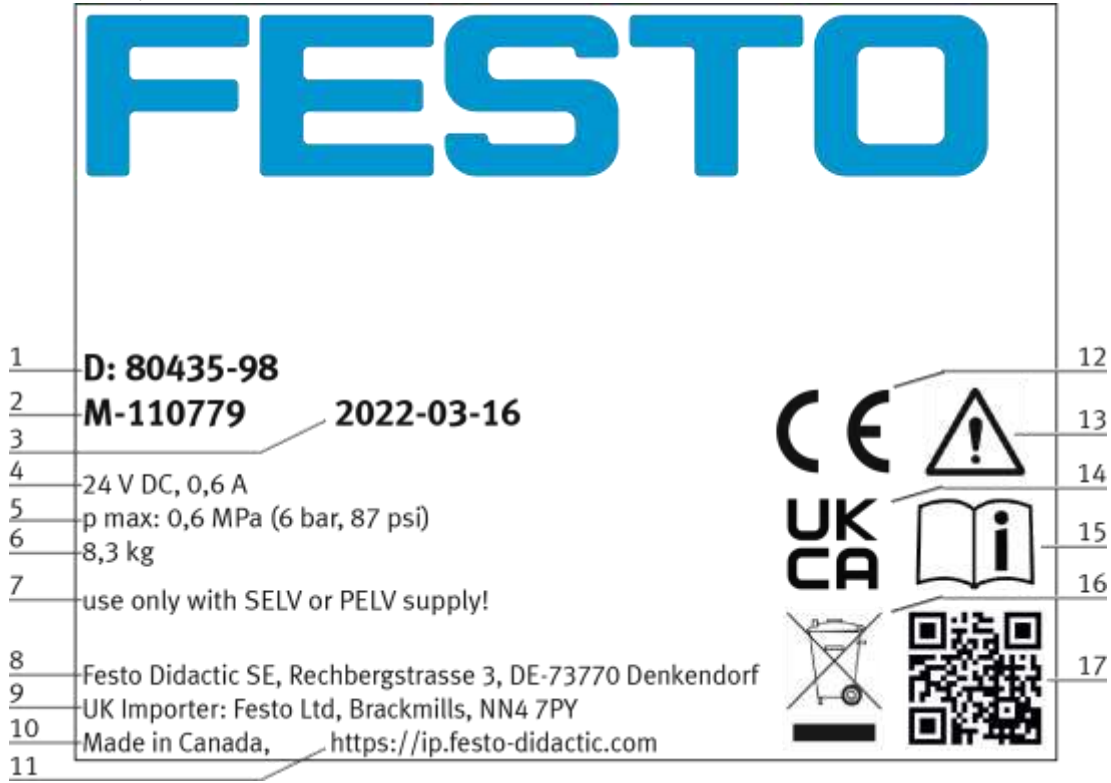 FESTO
1 D: 80435-98 12
2 M-110779 2022-03-16
3 13
4 24 V DC, 0,6 A 14
5 p max: 0,6 MPa (6 bar, 87 psi) UK
6 8,3 kg CA i 15
7 use only with SELV or PELV supply! 16
8 Festo Didactic SE, Rechbergstrasse 3, DE-73770 Denkendorf 17
9 UK Importer: Festo Ltd, Brackmills, NN4 7PY
10 Made in Canada, https://ip.festo-didactic.com
11
CE